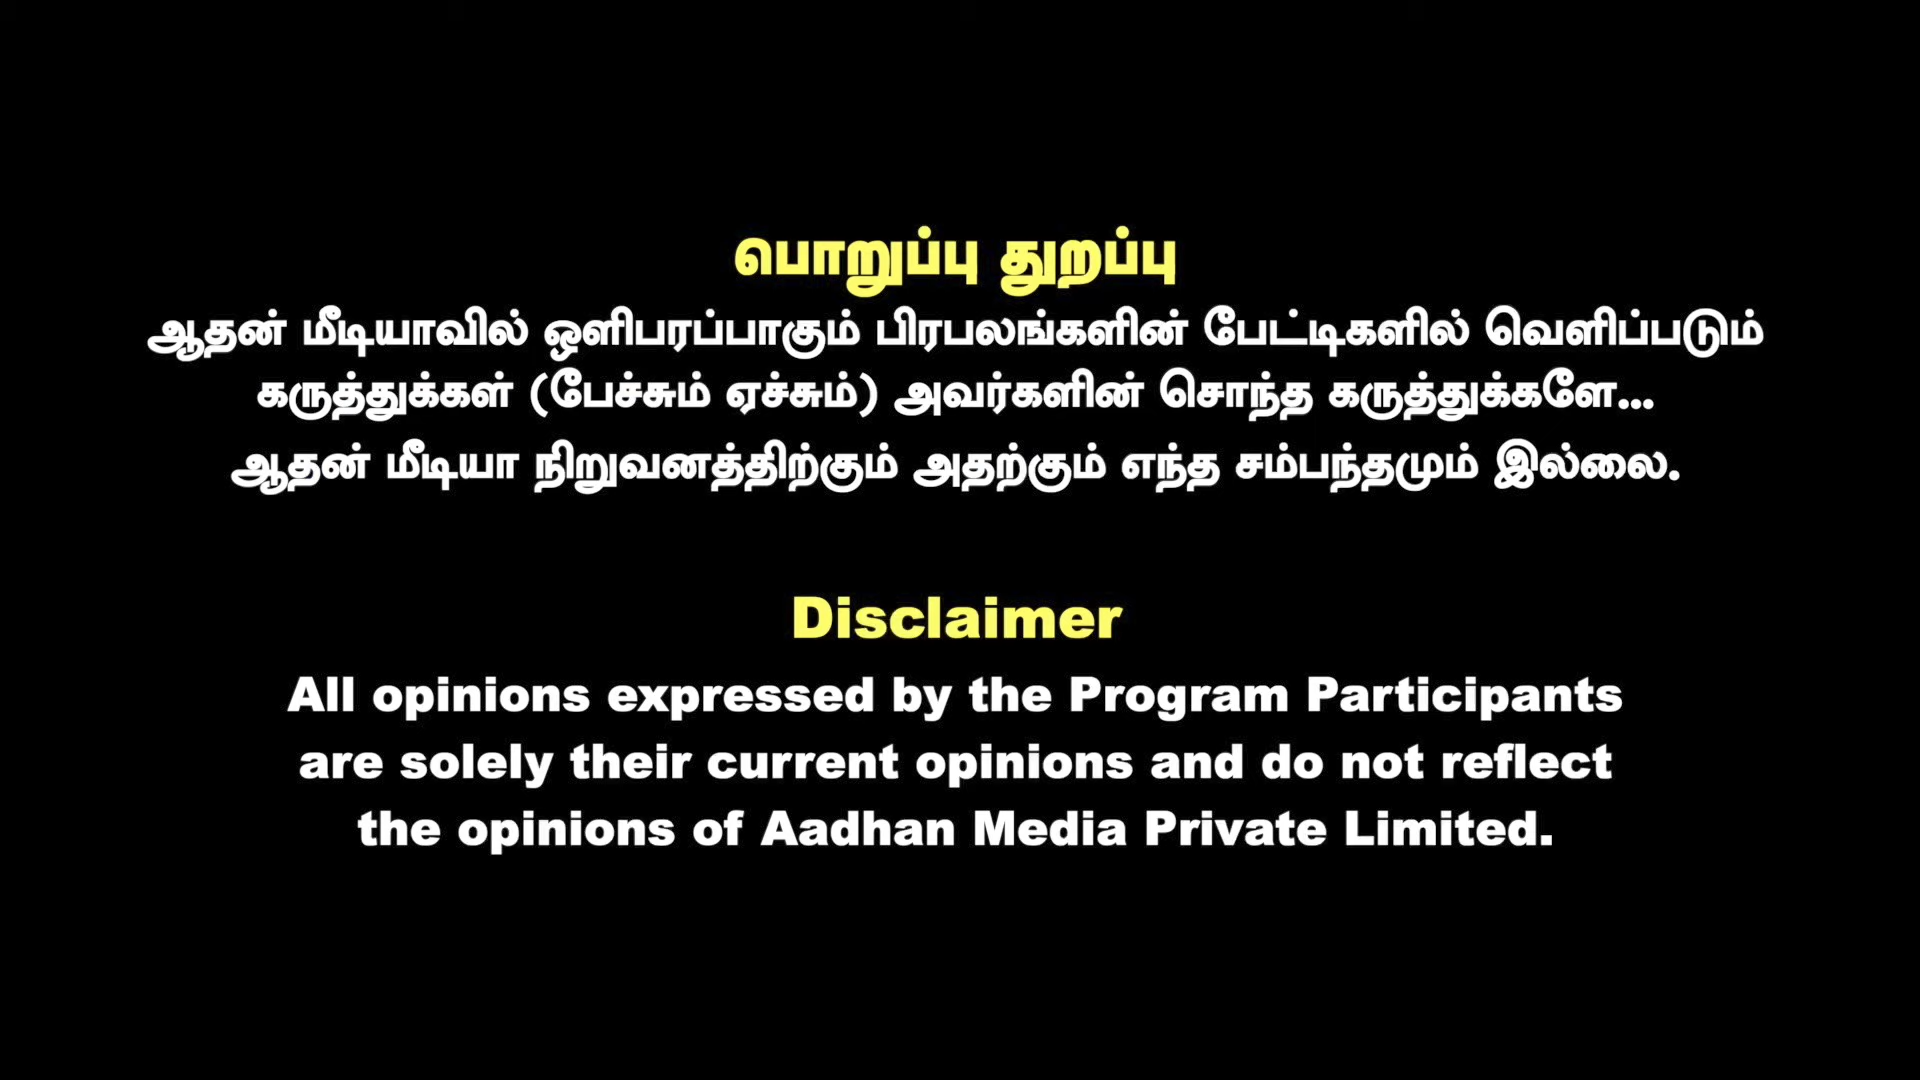 பொறுப்பு துறப்பு
ஆதன் மீடியாவில் ஒளிபரப்பாகும் பிரபலங்களின் பேட்டிகளில் வெளிப்படும்
கருத்துக்கள் (பேச்சும் ஏச்சும்) அவர்களின் சொந்த கருத்துக்களே...
ஆதன் மீடியா நிறுவனத்திற்கும் அதற்கும் எந்த சம்பந்தமும் இல்லை.
Disclaimer
All opinions expressed by the Program Participants
are solely their current opinions and do not reflect
the opinions of Aadhan Media Private Limited.